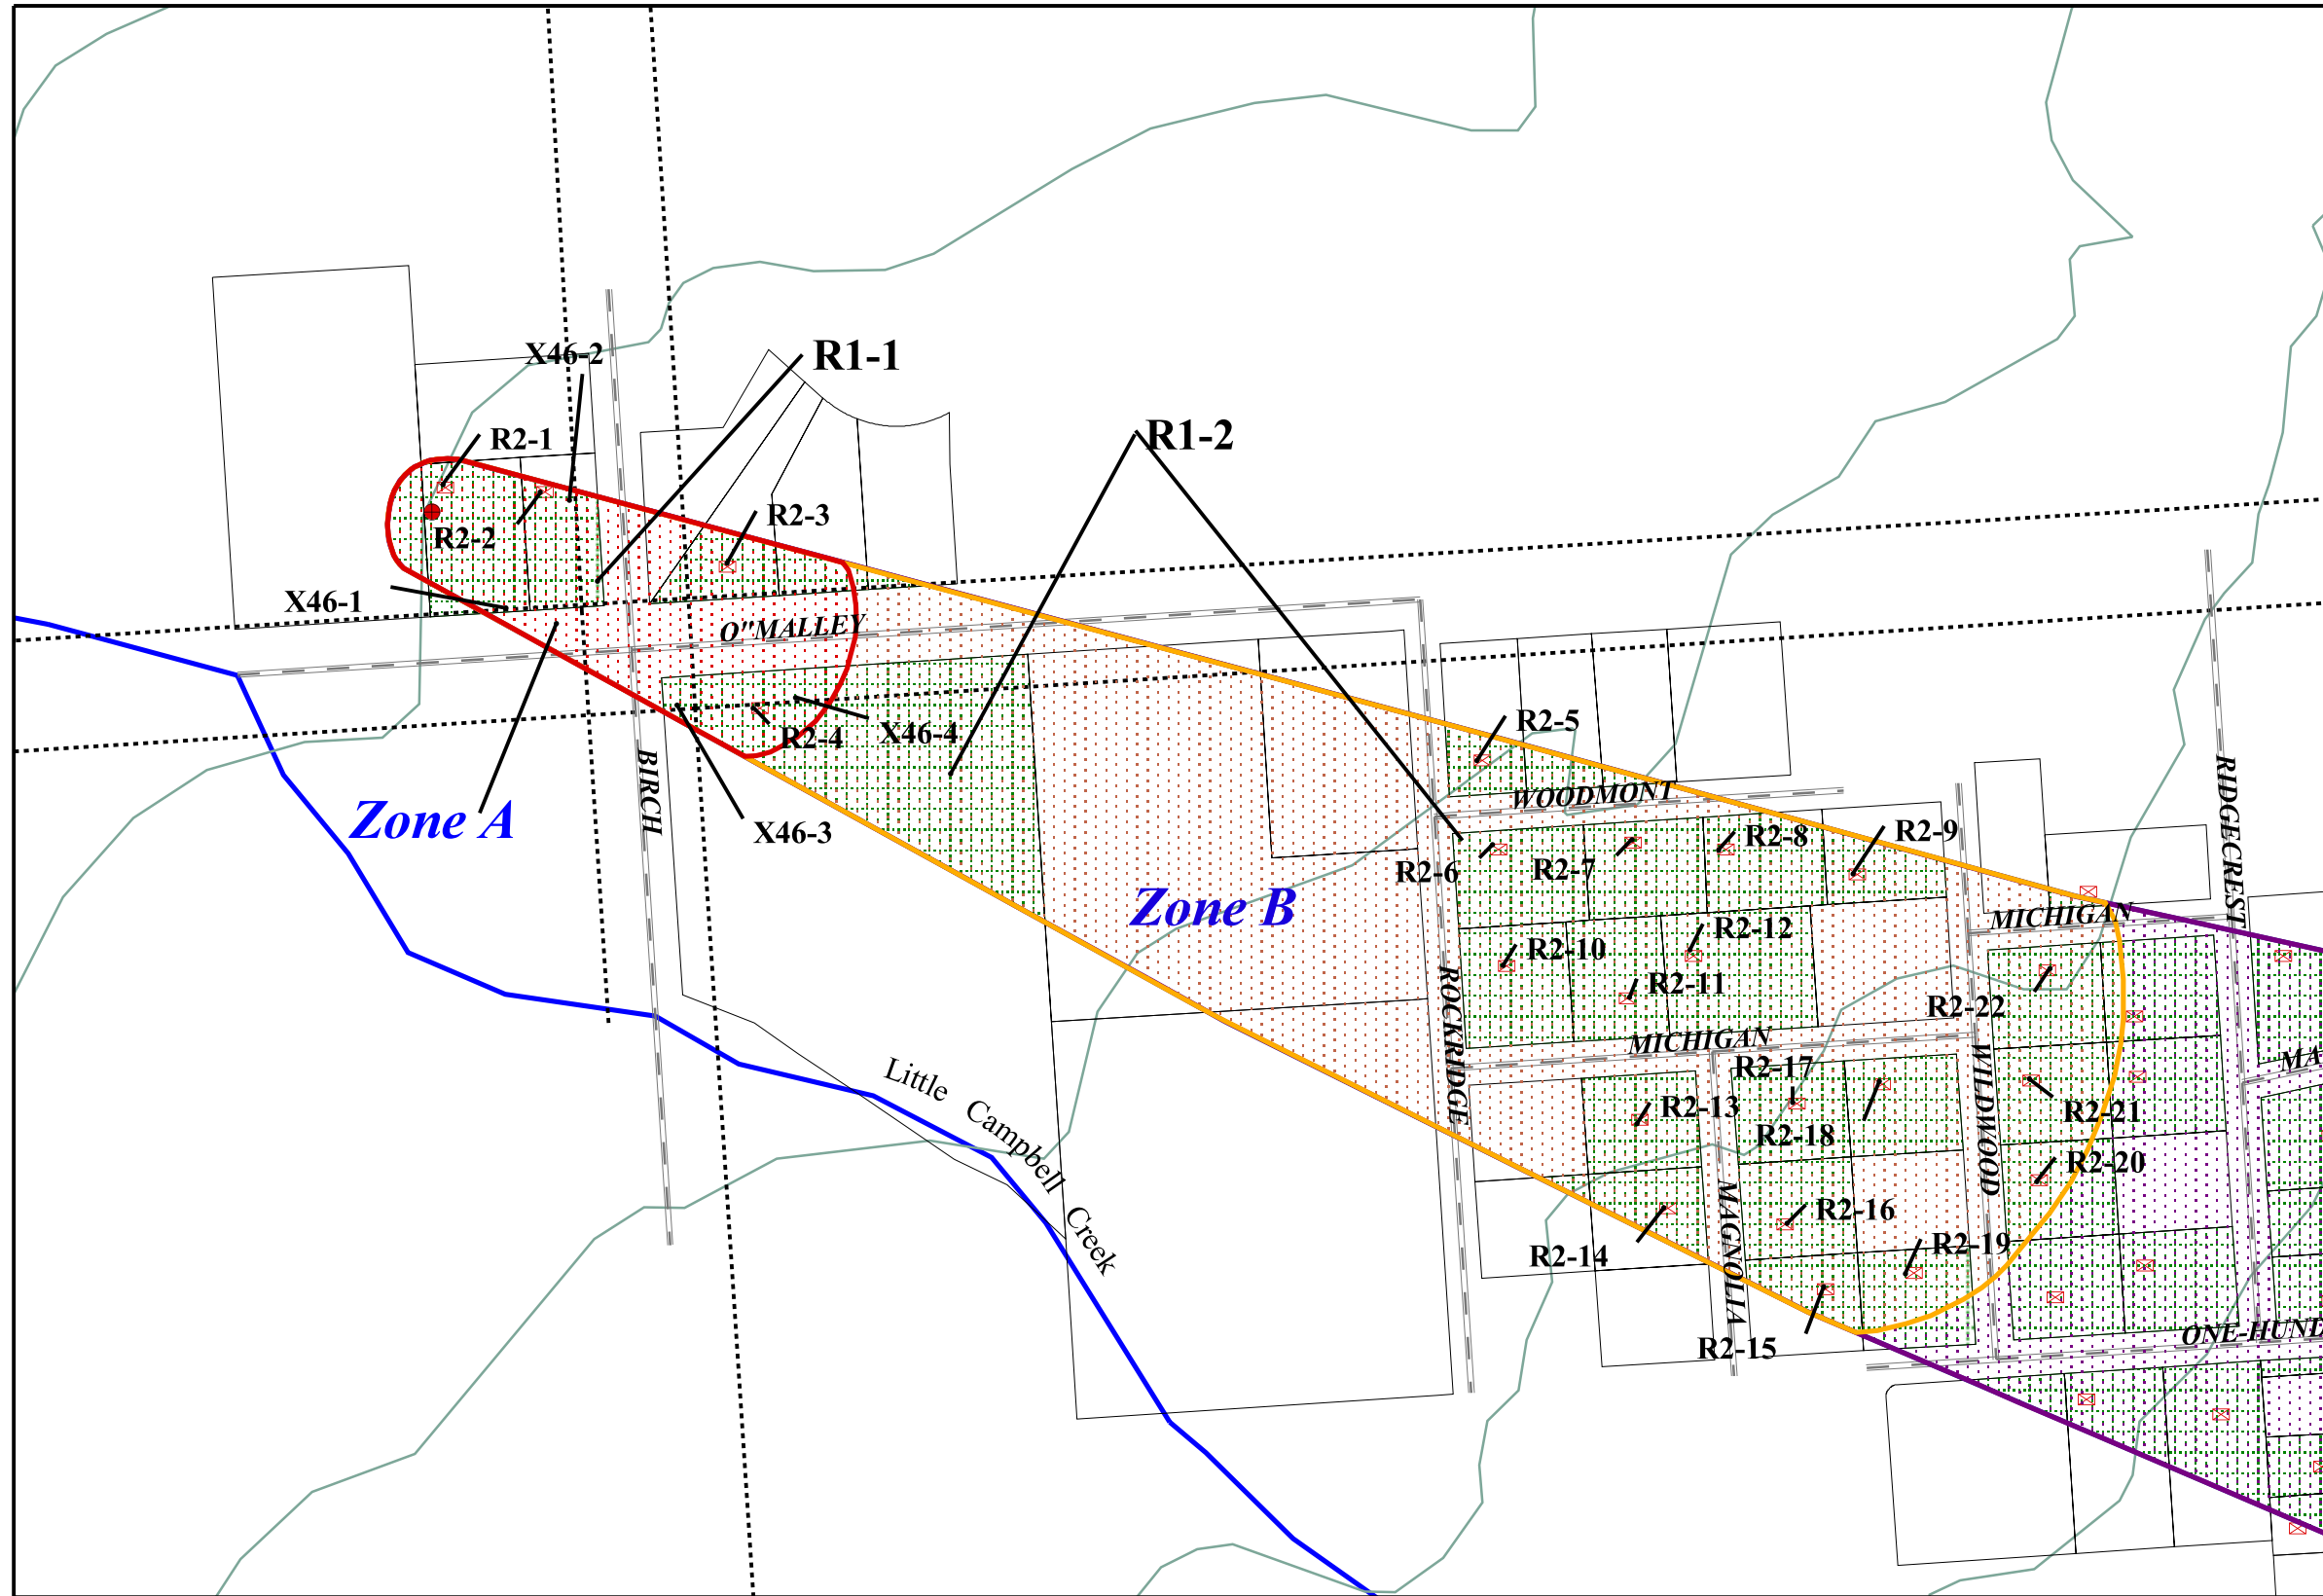 X46-2
R1-1
R1-2
R2-1
R2-3
R2-2
X46-1
O"MALLEY
R2-4
X46-4
R2-5
BIRCH
Zone A
X46-3
WOODMONT
R2-6
R2-7
R2-8
R2-9
RIDGECREST
Zone B
MICHIGAN
R2-10
R2-12
R2-11
R2-22
ROCKRIDGE
MICHIGAN
R2-17
WILDWOOD
MA
Little Campbell Creek
R2-13
R2-18
R2-21
R2-20
MAGNOLIA
R2-16
R2-14
R2-19
R2-15
ONE-HUND